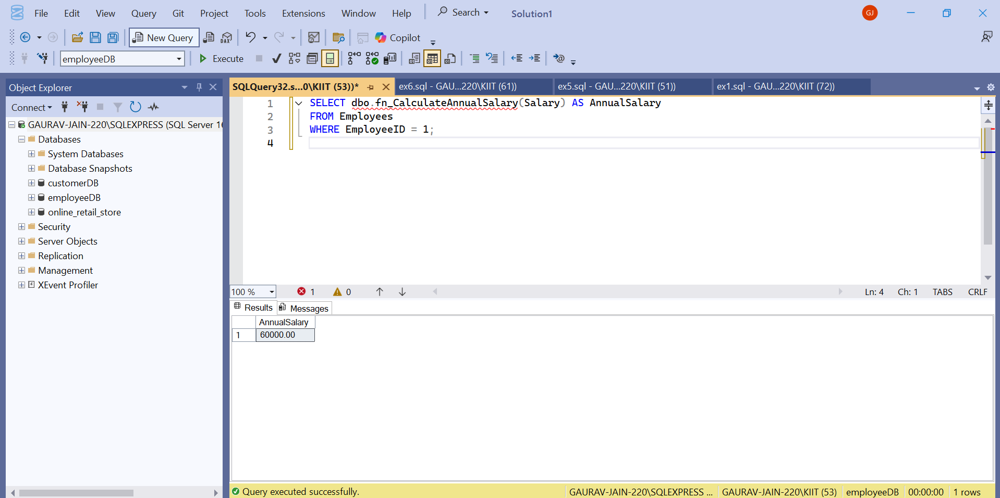 File Edit View Query Git Project Tools Extensions Window Help Search Solution1 GJ
New Query DAX Copilot
employeeDB Execute
Object Explorer
Connect
GAURAV-JAIN-220\SQLEXPRESS (SQL Server 16
Databases
System Databases
Database Snapshots
customerDB
employeeDB
online_retail_store
Security
Server Objects
Replication
Management
XEvent Profiler
SQLQuery32.s...0\KIIT (53))* ex6.sql - GAU...220\KIIT (61)) ex5.sql - GAU...220\KIIT (51)) ex1.sql - GAU...220\KIIT (72))
1 SELECT dbo.fn_CalculateAnnualSalary(Salary) AS AnnualSalary
2 FROM Employees
3 WHERE EmployeeID = 1;
4
100 % 1 0 Ln: 4 Ch: 1 TABS CRLF
Results Messages
AnnualSalary
1 60000.00
Query executed successfully. GAURAV-JAIN-220\SQLEXPRESS ... GAURAV-JAIN-220\KIIT (53) employeeDB 00:00:00 1 rows